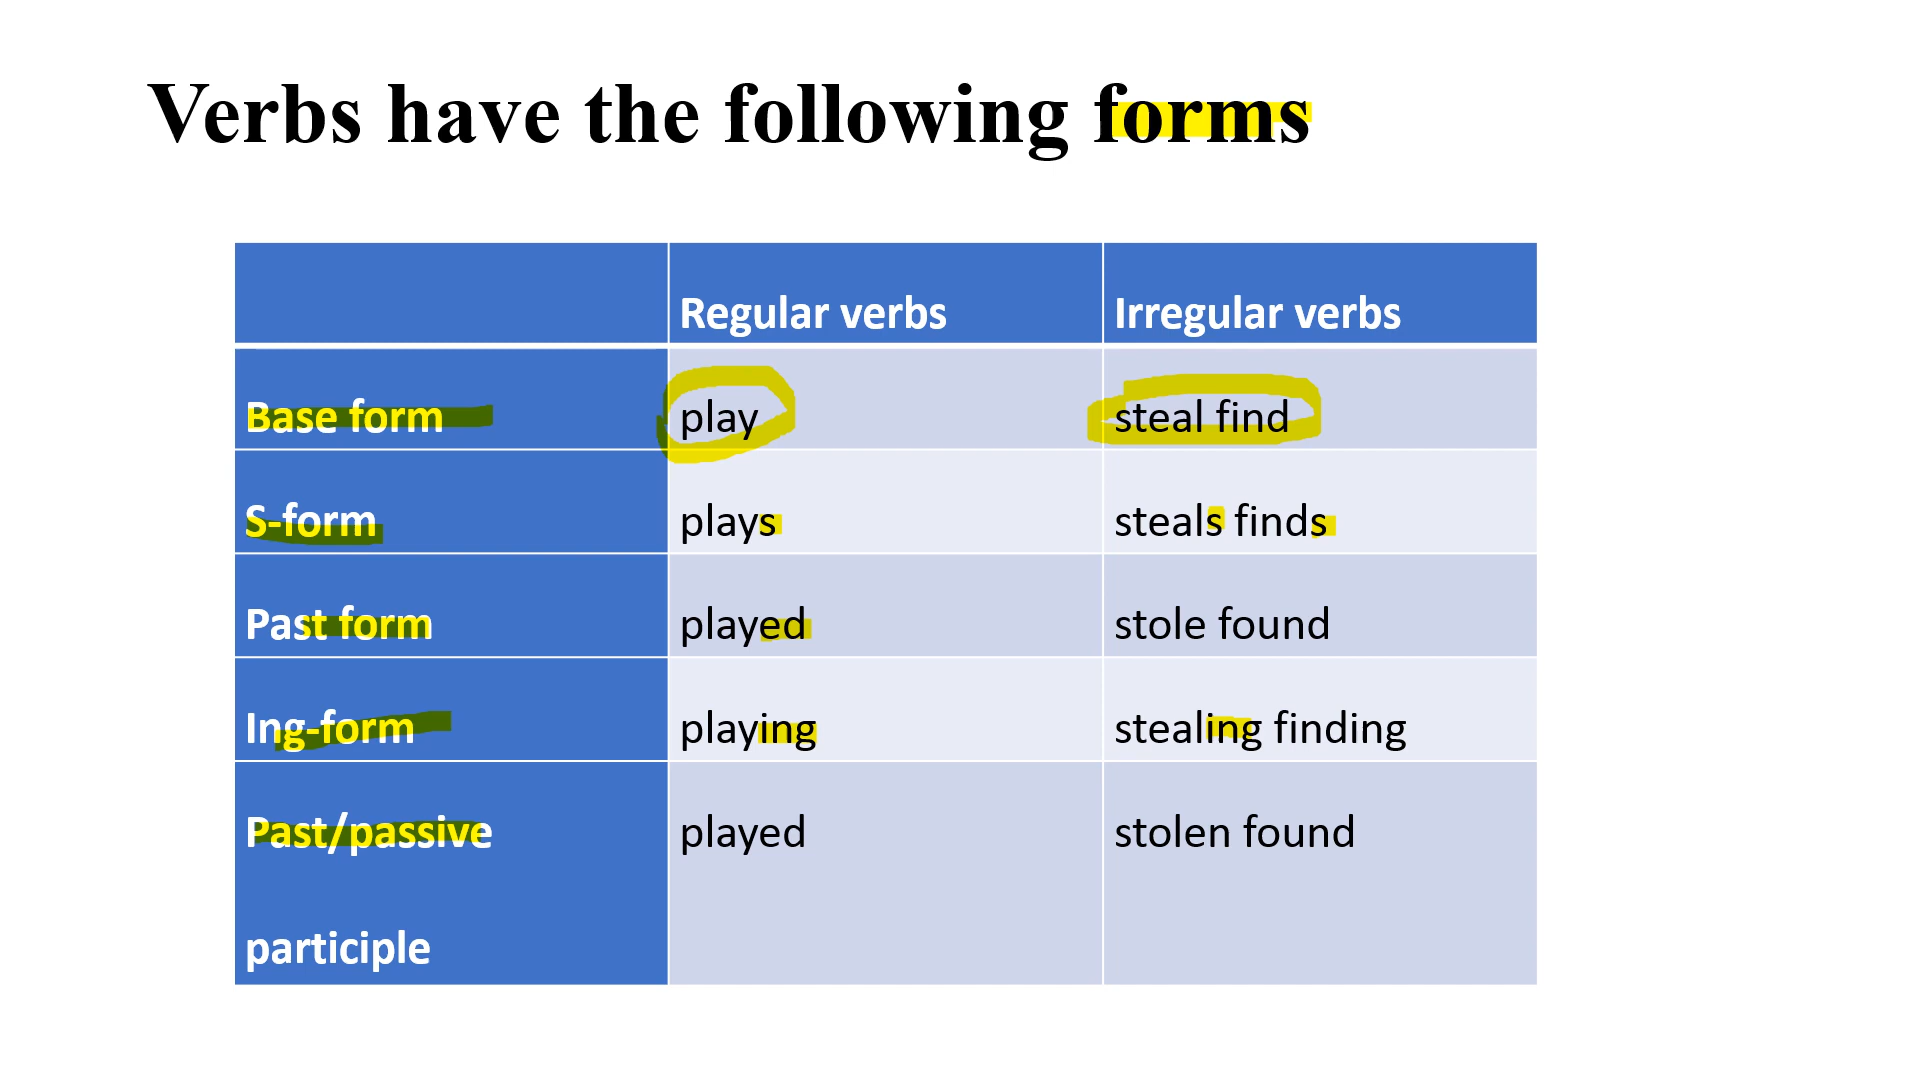 Verbs have the following forms
Regular verbs Irregular verbs
Base form play steal find
S-form plays steals finds
Past form played stole found
Ing-form playing stealing finding
Past/passive played stolen found
participle